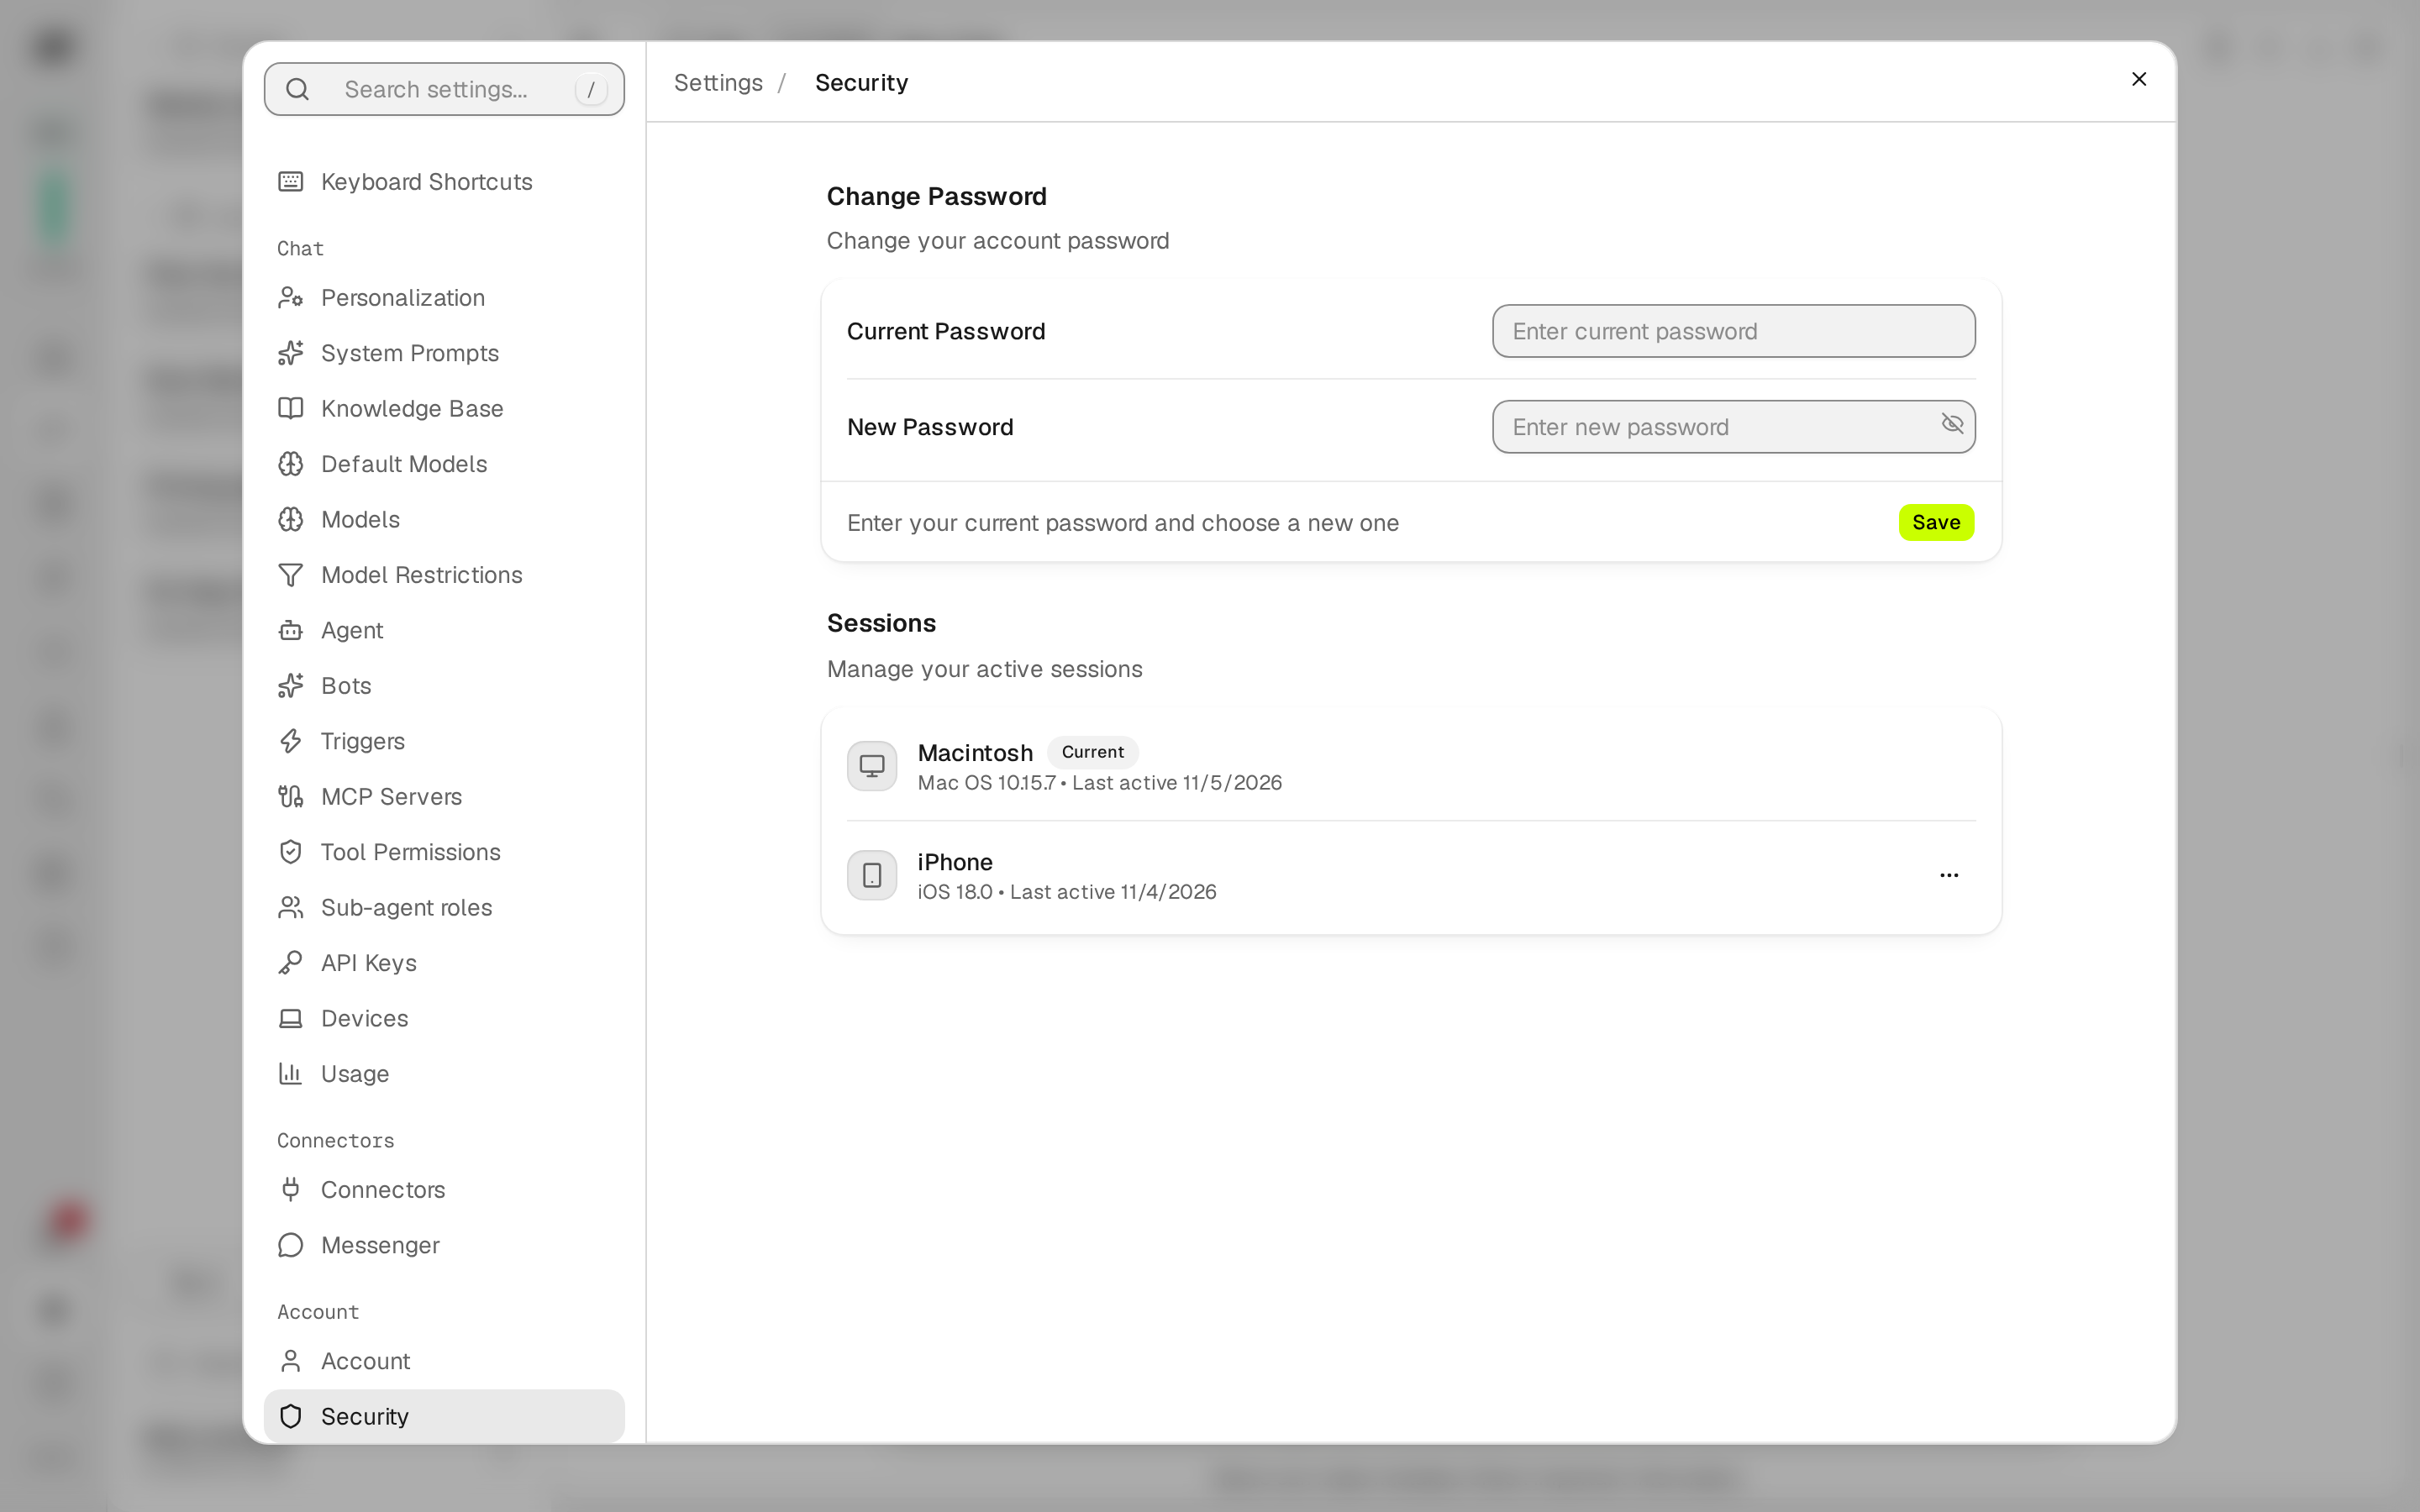 Search settings...
/
Keyboard Shortcuts
Chat
Personalization
System Prompts
Knowledge Base
Default Models
Models
Model Restrictions
Agent
Bots
Triggers
MCP Servers
Tool Permissions
Sub-agent roles
API Keys
Devices
Usage
Connectors
Connectors
Messenger
Account
Account
Security
Settings / Security
Change Password
Change your account password
Current Password
Enter current password
New Password
Enter new password
Enter your current password and choose a new one
Save
Sessions
Manage your active sessions
Macintosh Current
Mac OS 10.15.7 • Last active 11/5/2026
iPhone
iOS 18.0 • Last active 11/4/2026